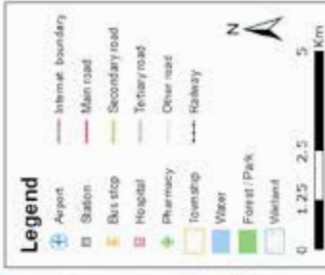 Legend
Airport
Station
Bus stop
Hospital
Pharmacy
Township
Water
Forest / Park
Wetland
Internat. boundary
Main road
Secondary road
Tertiary road
Other road
Railway
N
0 1.25 2.5 5 Km